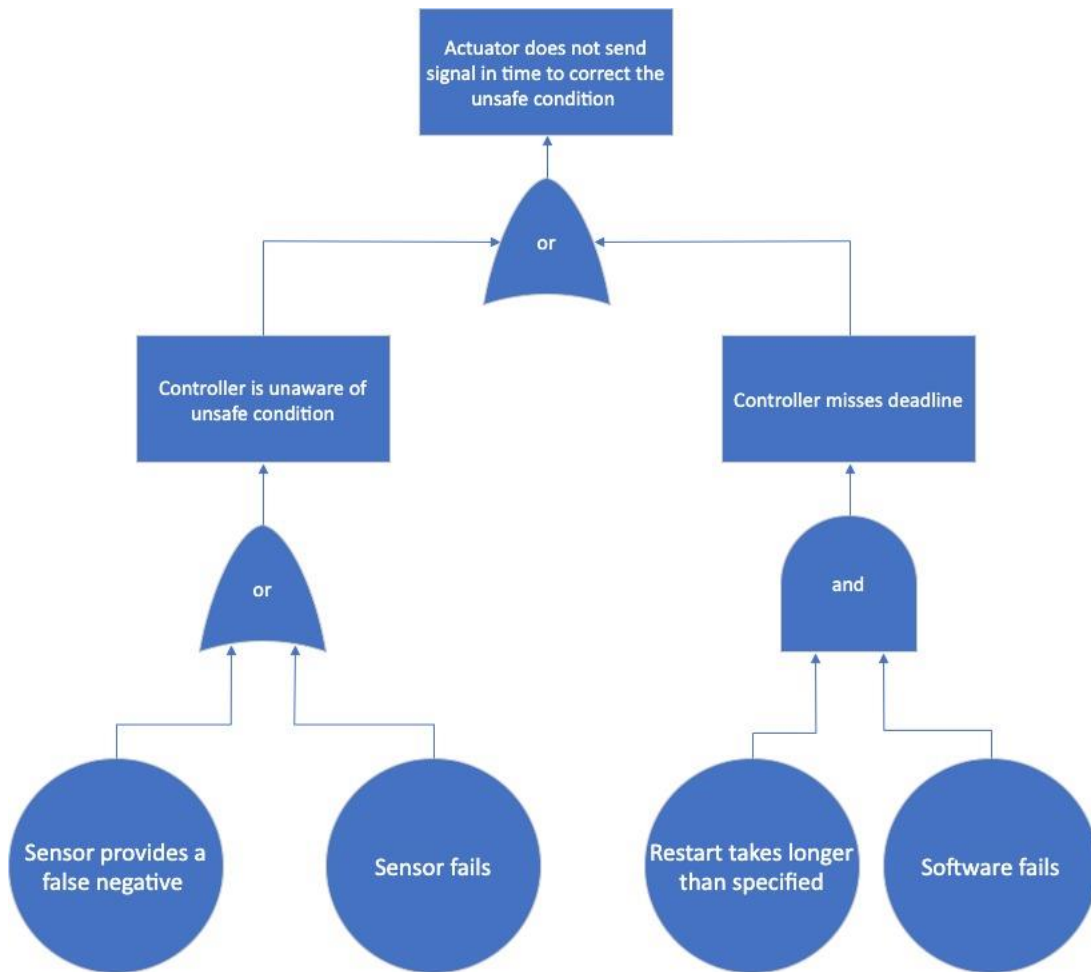 Actuator does not send
signal in time to correct the
unsafe condition
or
Controller is unaware of
unsafe condition
Controller misses deadline
or
and
Sensor provides a
false negative
Sensor fails
Restart takes longer
than specified
Software fails